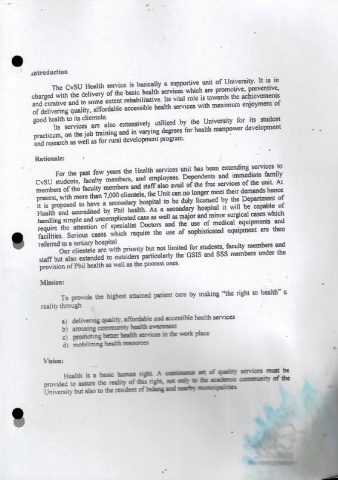 Introduction
The CvSU Health service is basically a supportive unit of University. It is in
charged with the delivery of the basic health services which are promotive, preventive,
and curative and to some extent rehabilitative. Its vital role is towards the achievements
of delivering quality, affordable accessible health services with maximum enjoyment of
good health to its clientele.
Its services are also extensively utilized by the University for its student
practicum, on the job training and in varying degrees for health manpower development
and research as well as for rural development program.
Rationale:
For the past few years the Health services unit has been extending services to
CvSU students, faculty members, and employees. Dependents and immediate family
members of the faculty members and staff also avail of the free services of the unit. At
present, with more than 7,000 clientele, the Unit can no longer meet their demands hence
it is proposed to have a secondary hospital to be duly licensed by the Department of
Health and accredited by Phil health. As a secondary hospital it will be capable of
handling simple and uncomplicated case as well as major and minor surgical cases which
require the attention of specialist Doctors and the use of medical equipments and
facilities. Serious cases which require the use of sophisticated equipment are then
referred to a tertiary hospital.
Our clientele are with priority but not limited for students, faculty members and
staff but also extended to outsiders particularly the GSIS and SSS members under the
provision of Phil health as well as the poorest ones.
Mission:
To provide the highest attained patient care by making "the right to health" a
reality through
a) delivering quality, affordable and accessible health services
b) arousing community health awareness
c) promoting better health services in the work place
d) mobilizing health resources
Vision:
Health is a basic human right. A continuous set of quality services must be
provided to assure the reality of this right, not only to the academic community of the
University but also to the resident of Indang and nearby municipalities.